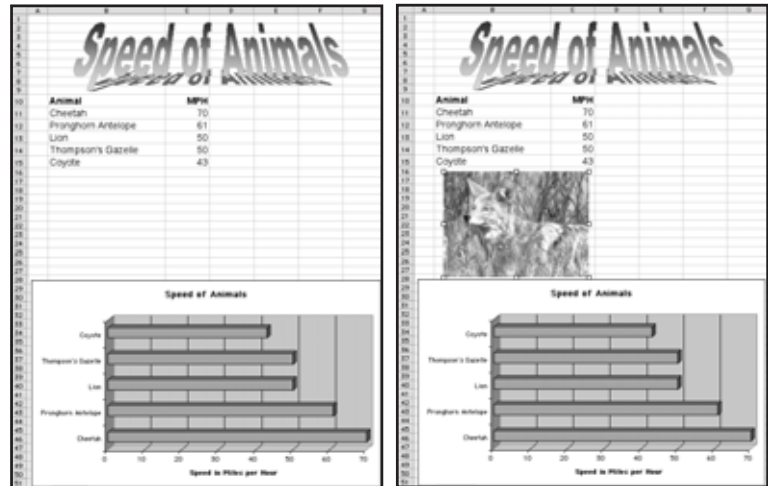 A B C D E F G
Speed of Animals
Animal MPH
Cheetah 70
Pronghorn Antelope 61
Lion 50
Thompson's Gazelle 50
Coyote 43
Speed of Animals
Coyote
Thompson's Gazelle
Lion
Pronghorn Antelope
Cheetah
0 10 20 30 40 50 60 70
Speed in Miles per Hour
A B C D E F G
Speed of Animals
Animal MPH
Cheetah 70
Pronghorn Antelope 61
Lion 50
Thompson's Gazelle 50
Coyote 43
Speed of Animals
Coyote
Thompson's Gazelle
Lion
Pronghorn Antelope
Cheetah
0 10 20 30 40 50 60 70
Speed in Miles per Hour